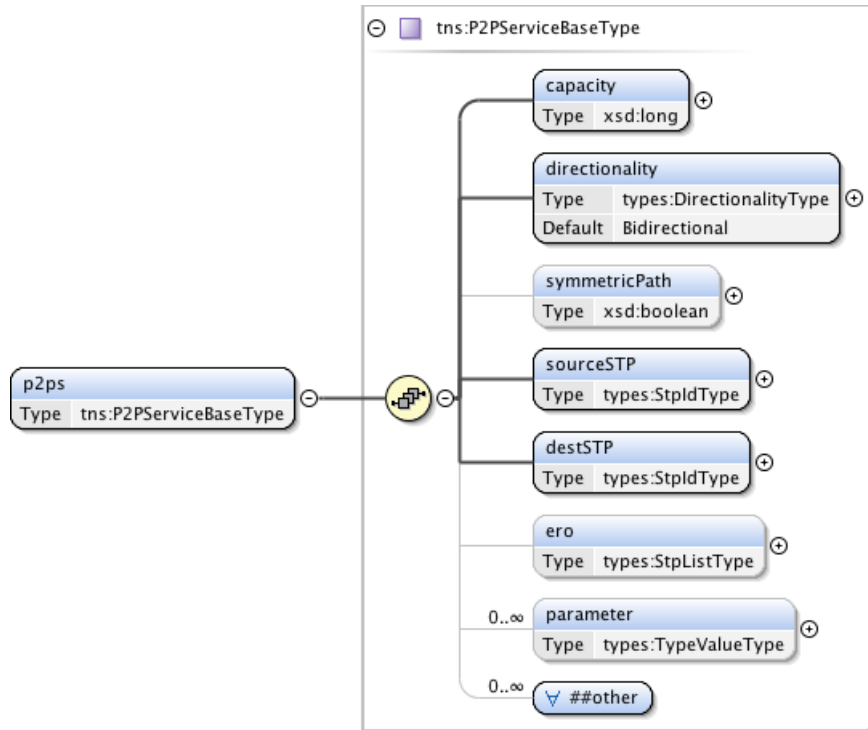 tns:P2PServiceBaseType
capacity
Type xsd:long
directionality
Type types:DirectionalityType
Default Bidirectional
symmetricPath
Type xsd:boolean
sourceSTP
Type types:StpIdType
p2ps
Type tns:P2PServiceBaseType
destSTP
Type types:StpIdType
ero
Type types:StpListType
0..∞ parameter
Type types:TypeValueType
0..∞ ∀ ##other